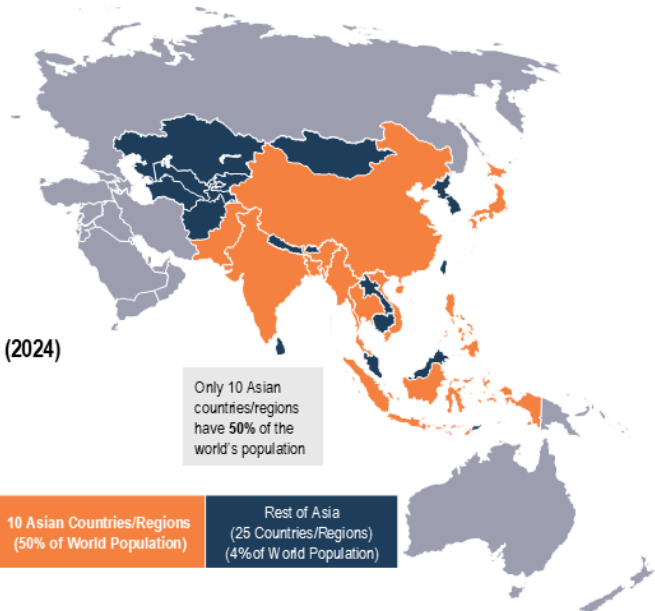 (2024)
Only 10 Asian
countries/regions
have 50% of the
world's population
10 Asian Countries/Regions
(50% of World Population)
Rest of Asia
(25 Countries/Regions)
(4% of World Population)